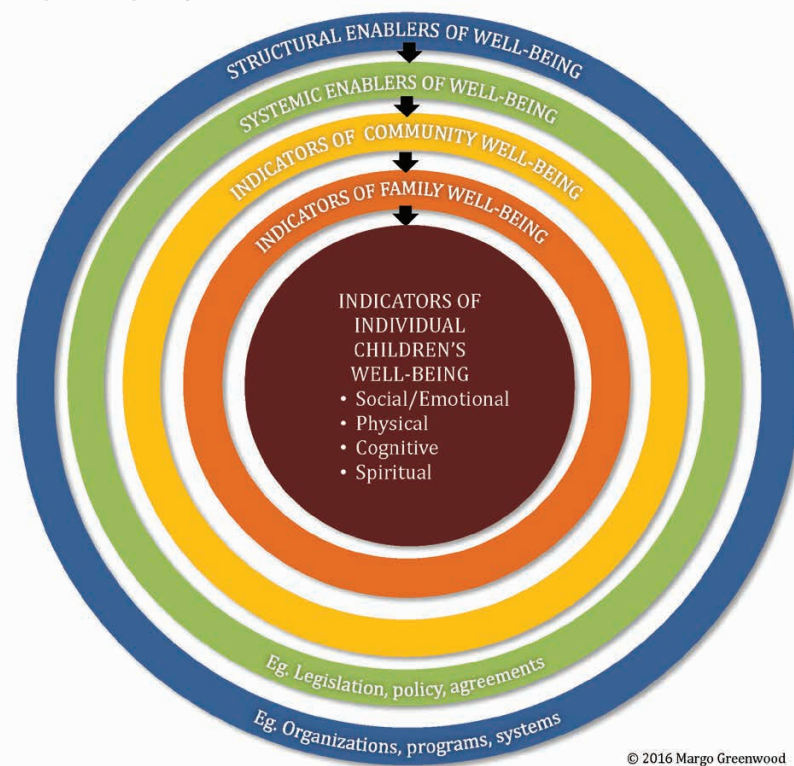 STRUCTURAL ENABLERS OF WELL-BEING
SYSTEMIC ENABLERS OF WELL-BEING
INDICATORS OF COMMUNITY WELL-BEING
INDICATORS OF FAMILY WELL-BEING
INDICATORS OF
INDIVIDUAL
CHILDREN'S
WELL-BEING
• Social/Emotional
• Physical
• Cognitive
• Spiritual
Eg. Legislation, policy, agreements
Eg. Organizations, programs, systems
© 2016 Margo Greenwood